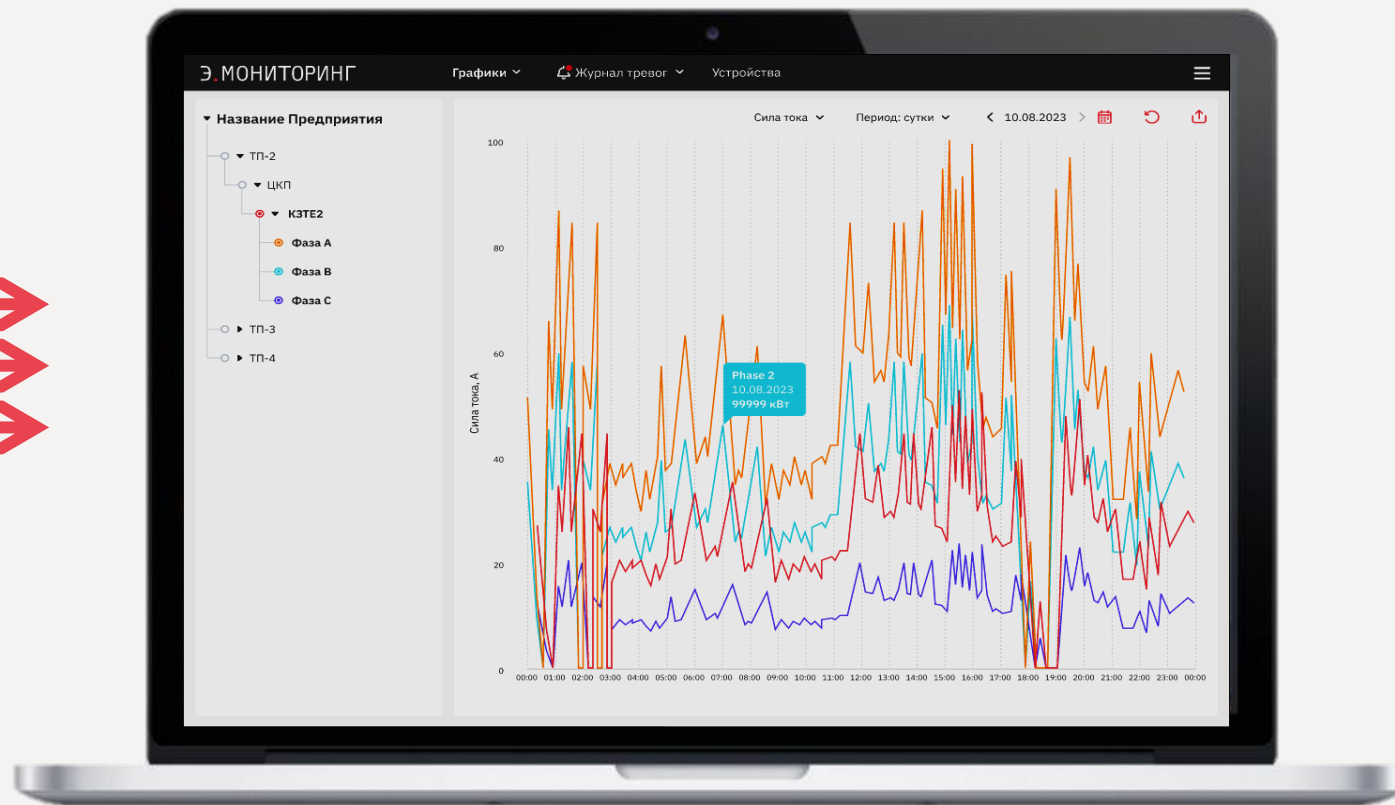 Э.МОНИТОРИНГ
Графики
Журнал тревог
Устройства
Название Предприятия
ТП-2
ЦКП
КЗТЕ2
Фаза А
Фаза В
Фаза С
ТП-3
ТП-4
Сила тока
Период: сутки
10.08.2023
100
80
60
40
20
0
Сила тока, А
Phase 2
10.08.2023
99999 кВт
00:00 01:00 02:00 03:00 04:00 05:00 06:00 07:00 08:00 09:00 10:00 11:00 12:00 13:00 14:00 15:00 16:00 17:00 18:00 19:00 20:00 21:00 22:00 23:00 00:00